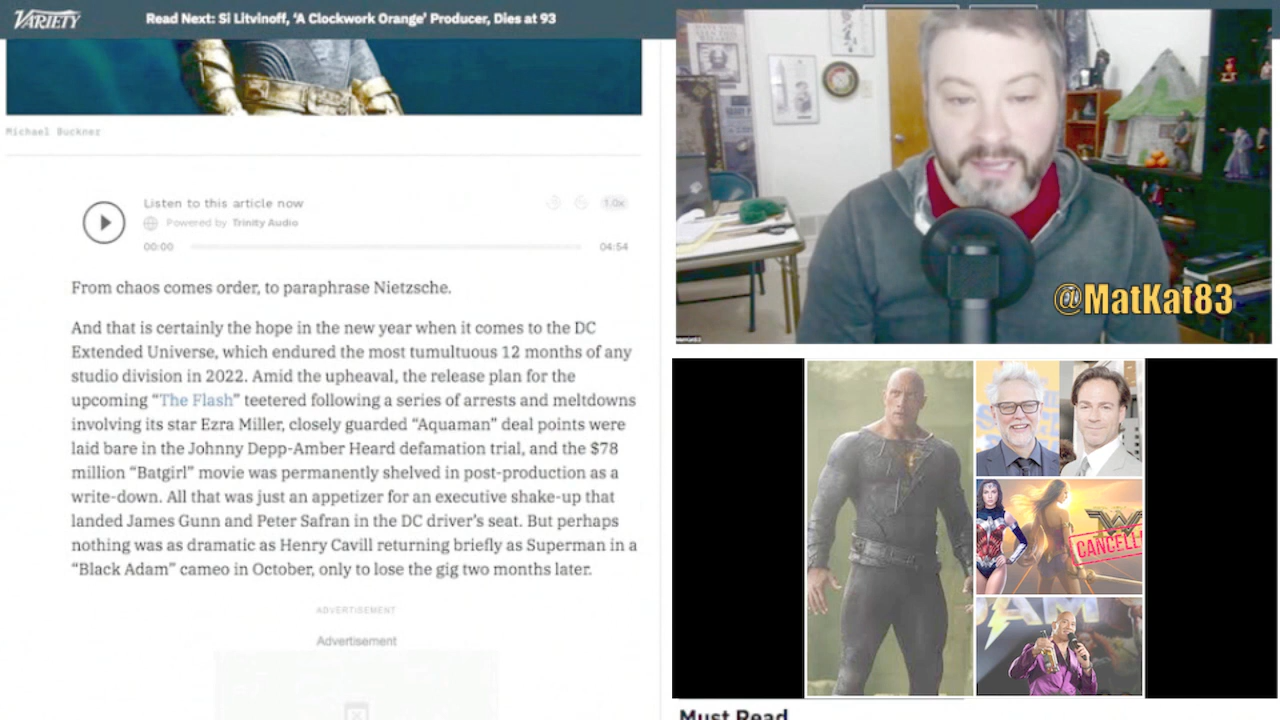 VARIETY
Read Next: Si Litvinoff, ‘A Clockwork Orange’ Producer, Dies at 93
Michael Buckner
Listen to this article now
Powered by Trinity Audio
1.0x
00:00
04:54
From chaos comes order, to paraphrase Nietzsche.
And that is certainly the hope in the new year when it comes to the DC
Extended Universe, which endured the most tumultuous 12 months of any
studio division in 2022. Amid the upheaval, the release plan for the
upcoming “The Flash” teetered following a series of arrests and meltdowns
involving its star Ezra Miller, closely guarded “Aquaman” deal points were
laid bare in the Johnny Depp-Amber Heard defamation trial, and the $78
million “Batgirl” movie was permanently shelved in post-production as a
write-down. All that was just an appetizer for an executive shake-up that
landed James Gunn and Peter Safran in the DC driver’s seat. But perhaps
nothing was as dramatic as Henry Cavill returning briefly as Superman in a
“Black Adam” cameo in October, only to lose the gig two months later.
ADVERTISEMENT
Advertisement
@MatKat83
CANCELL
Must Read